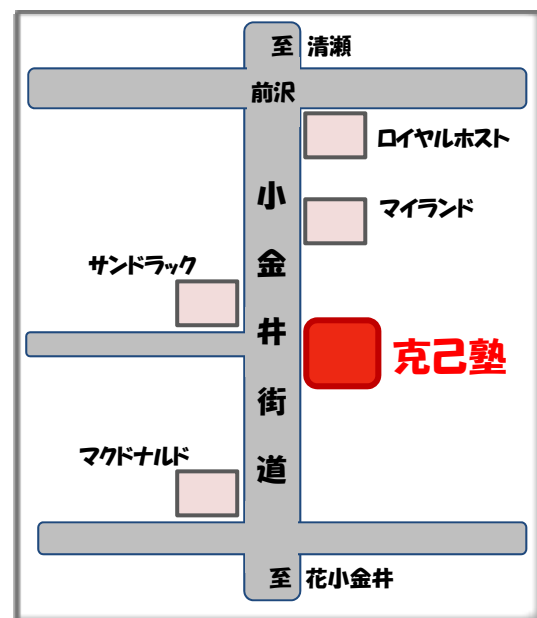 至 清瀬
前沢
ロイヤルホスト
マイランド
小金井街道
サンドラック
克己塾
マクドナルド
至 花小金井